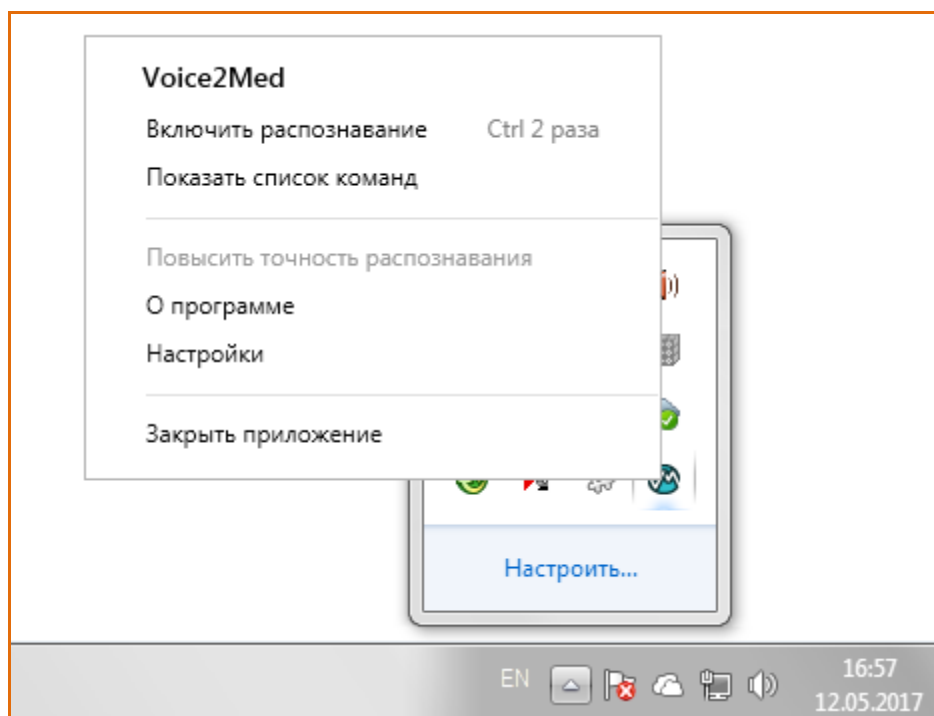 Voice2Med
Включить распознавание Ctrl 2 раза
Показать список команд
Повысить точность распознавания
О программе
Настройки
Закрыть приложение
Настроить...
EN 16:57
12.05.2017